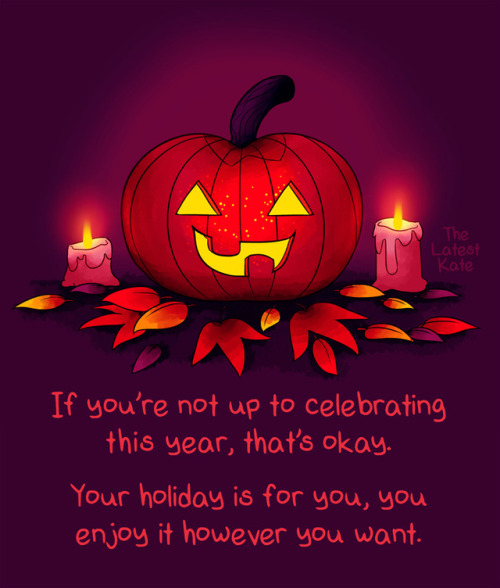 The
Latest
Kate
If you're not up to celebrating
this year, that's okay.
Your holiday is for you, you
enjoy it however you want.